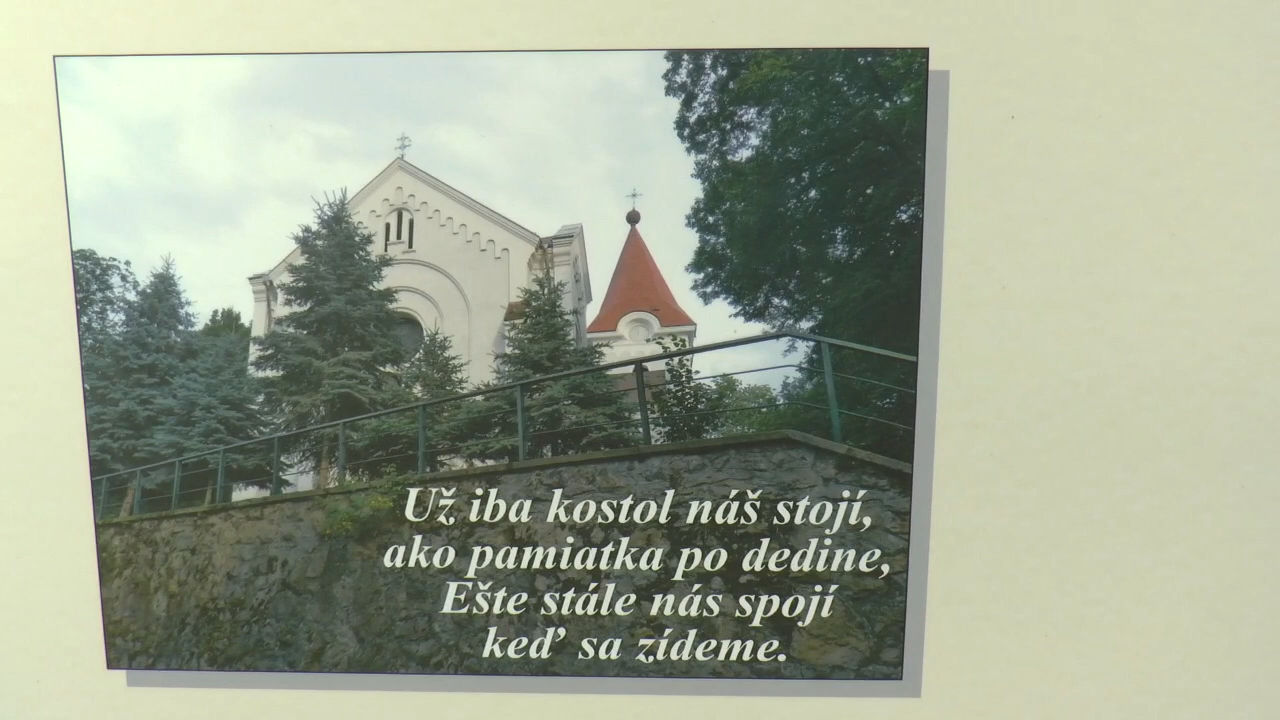 Už iba kostol náš stojí,
ako pamiatka po dedine,
Ešte stále nás spojí
keď sa zídeme.